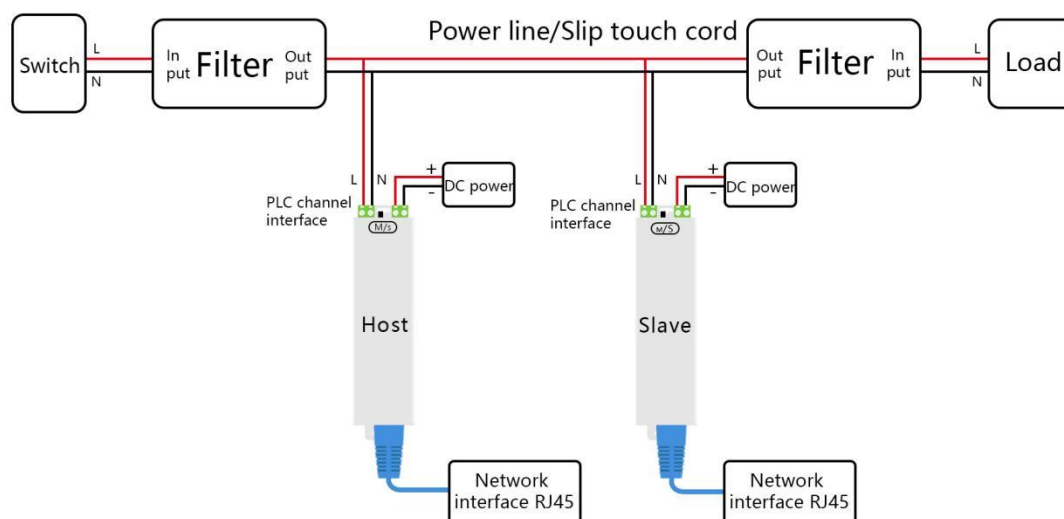 Power line/Slip touch cord
Switch
L
N
In
put
Filter
Out
put
Out
put
Filter
In
put
L
N
Load
L
N
+
-
DC power
PLC channel
interface
M/s
Host
Network
interface RJ45
L
N
+
-
DC power
PLC channel
interface
M/S
Slave
Network
interface RJ45